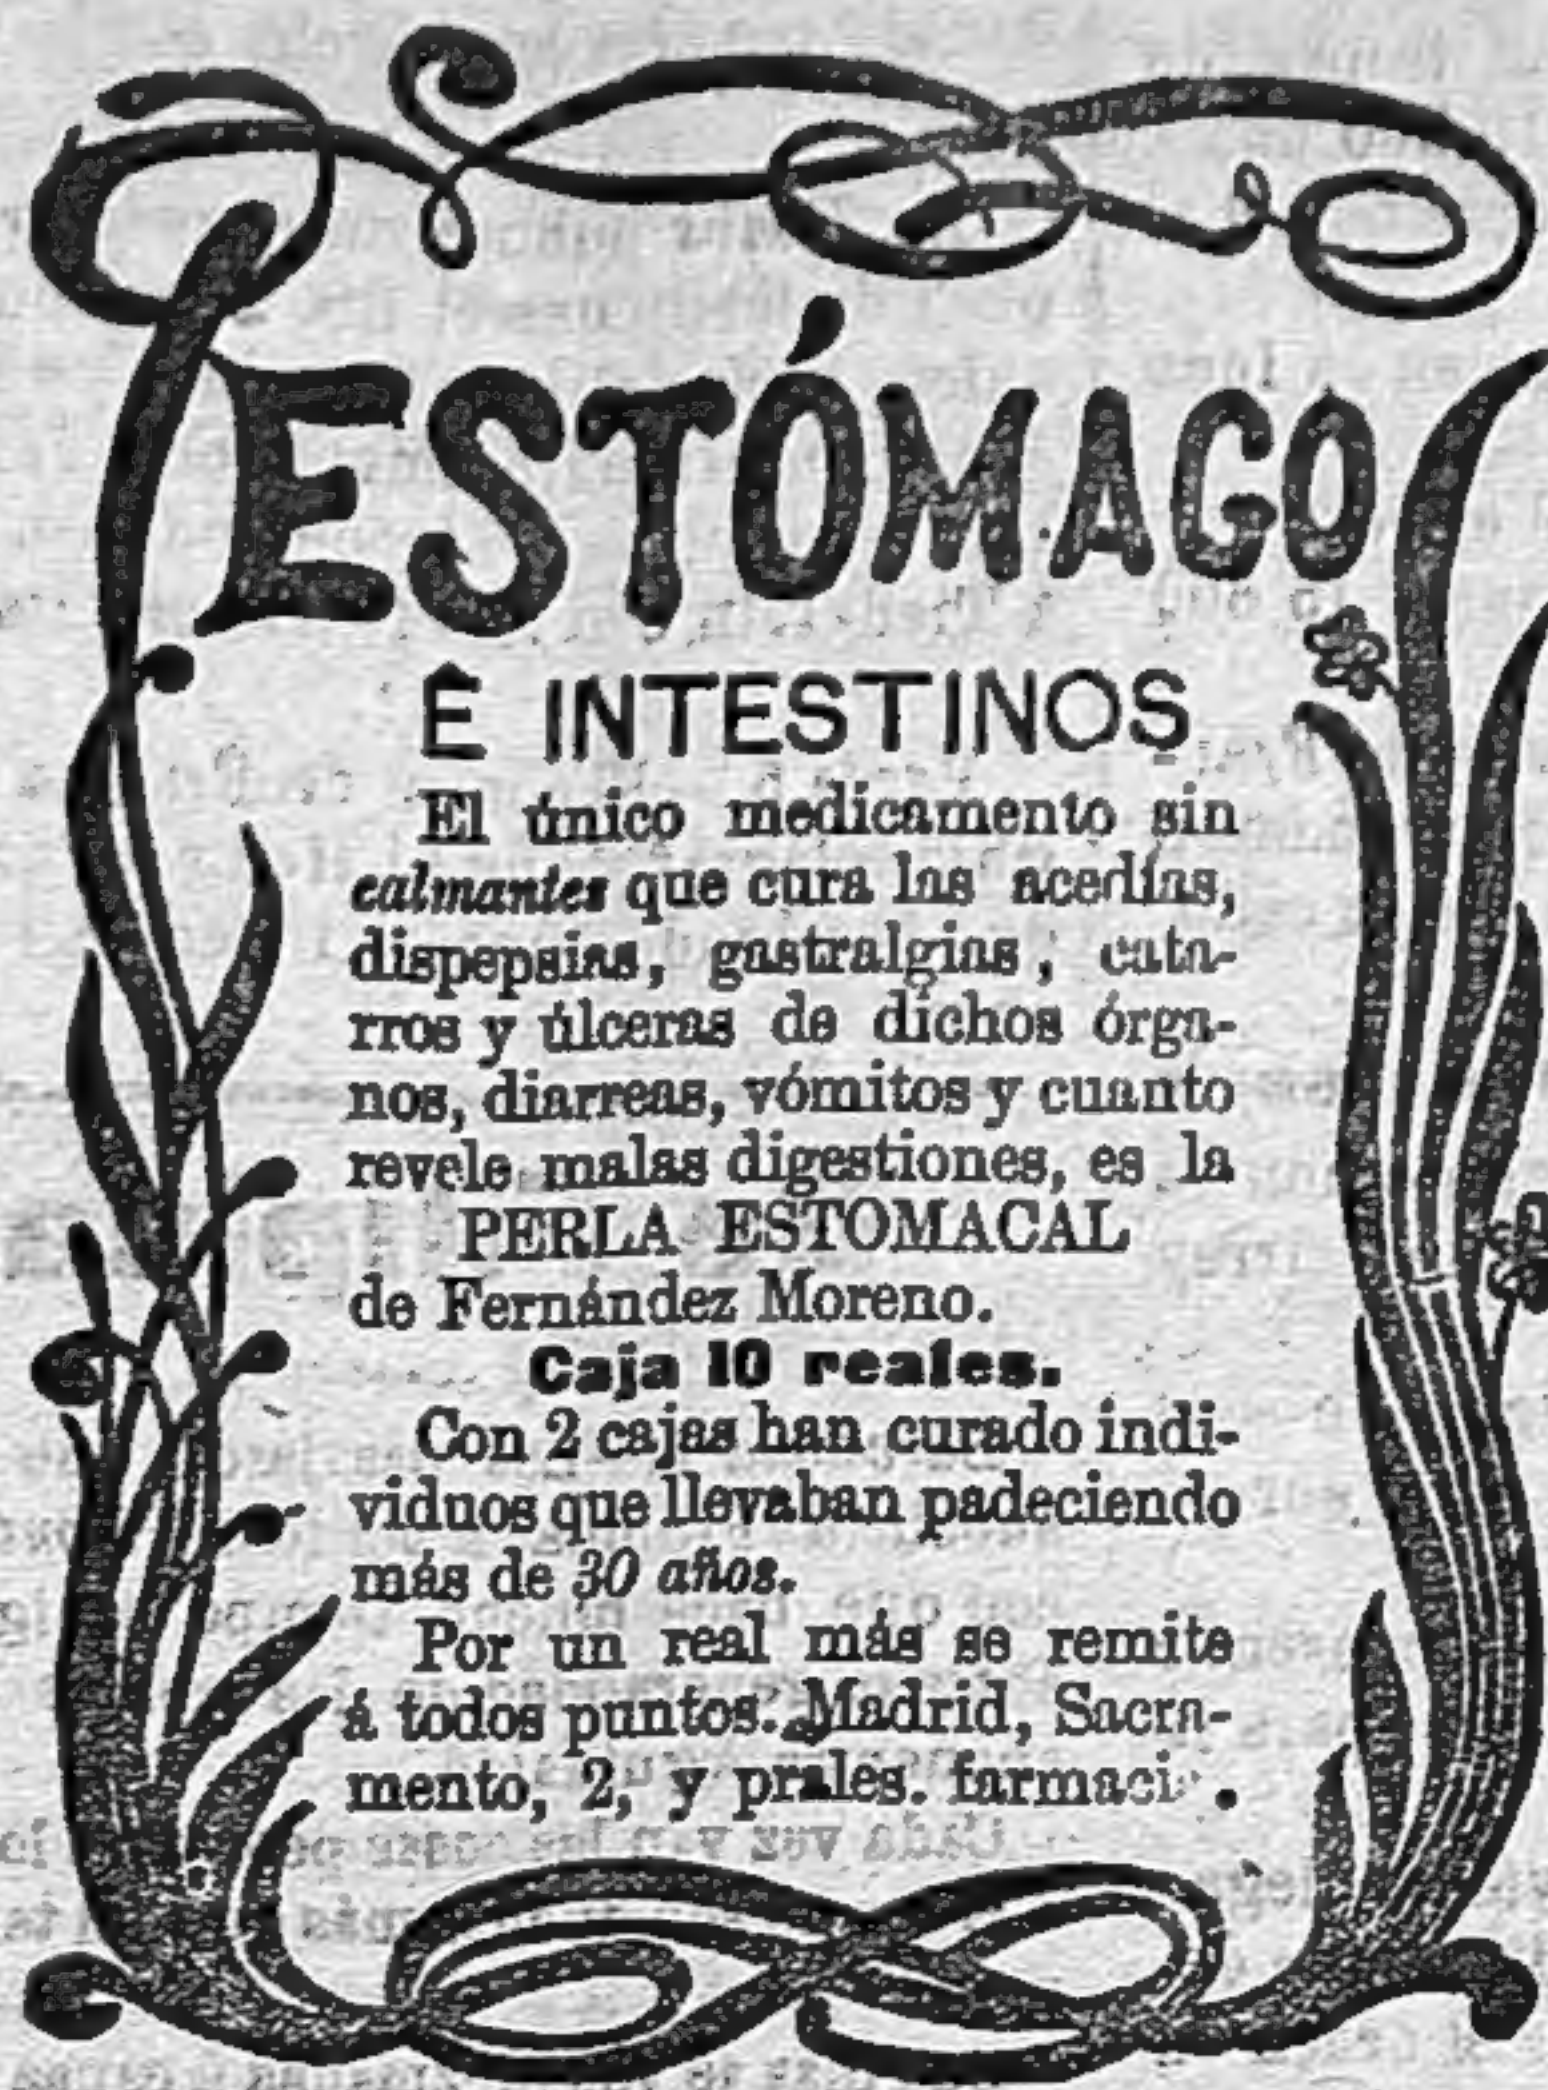 ESTÓMAGO
É INTESTINOS
El único medicamento sin
calmantes que cura las acedías,
dispepsias, gastralgias, cata-
rros y úlceras de dichos órga-
nos, diarreas, vómitos y cuanto
revele malas digestiones, es la
PERLA ESTOMACAL
de Fernández Moreno.
Caja 10 reales.
Con 2 cajas han curado indi-
viduos que llevaban padeciendo
más de 30 años.
Por un real más se remite
á todos puntos. Madrid, Sacra-
mento, 2, y prales.